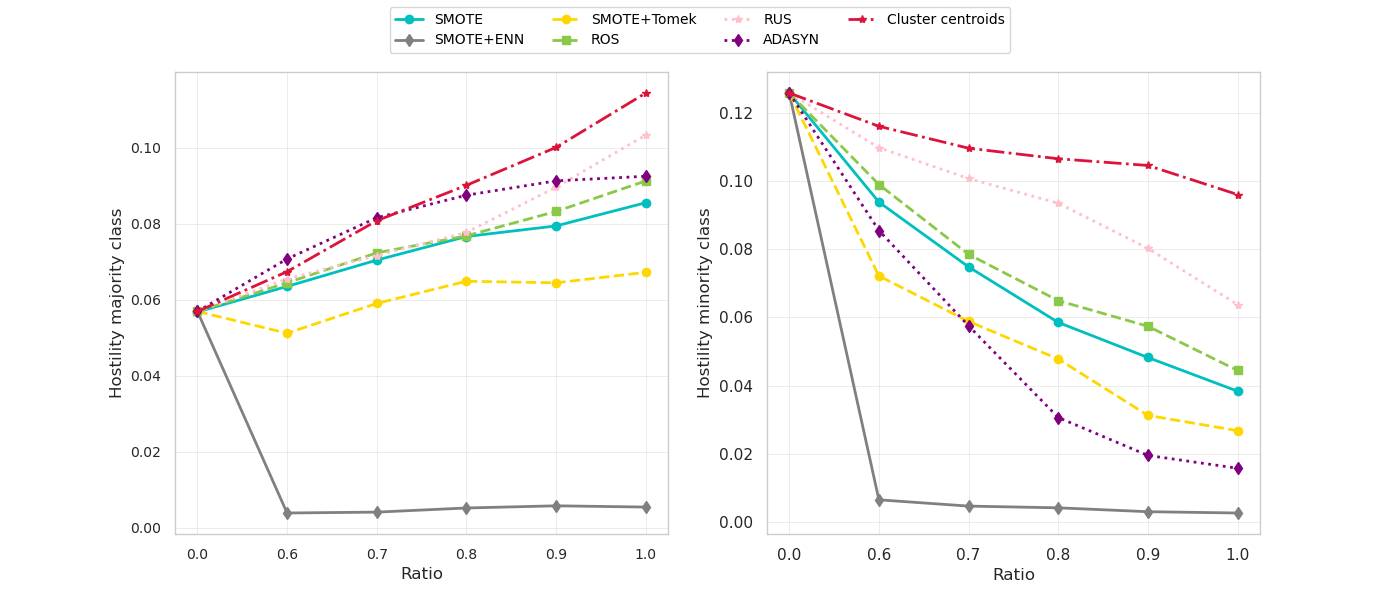 SMOTE
SMOTE+ENN
SMOTE+Tomek
ROS
RUS
ADASYN
Cluster centroids
Hostility majority class
0.10
0.08
0.06
0.04
0.02
0.00
0.0 0.6 0.7 0.8 0.9 1.0
Ratio
Hostility minority class
0.12
0.10
0.08
0.06
0.04
0.02
0.00
0.0 0.6 0.7 0.8 0.9 1.0
Ratio